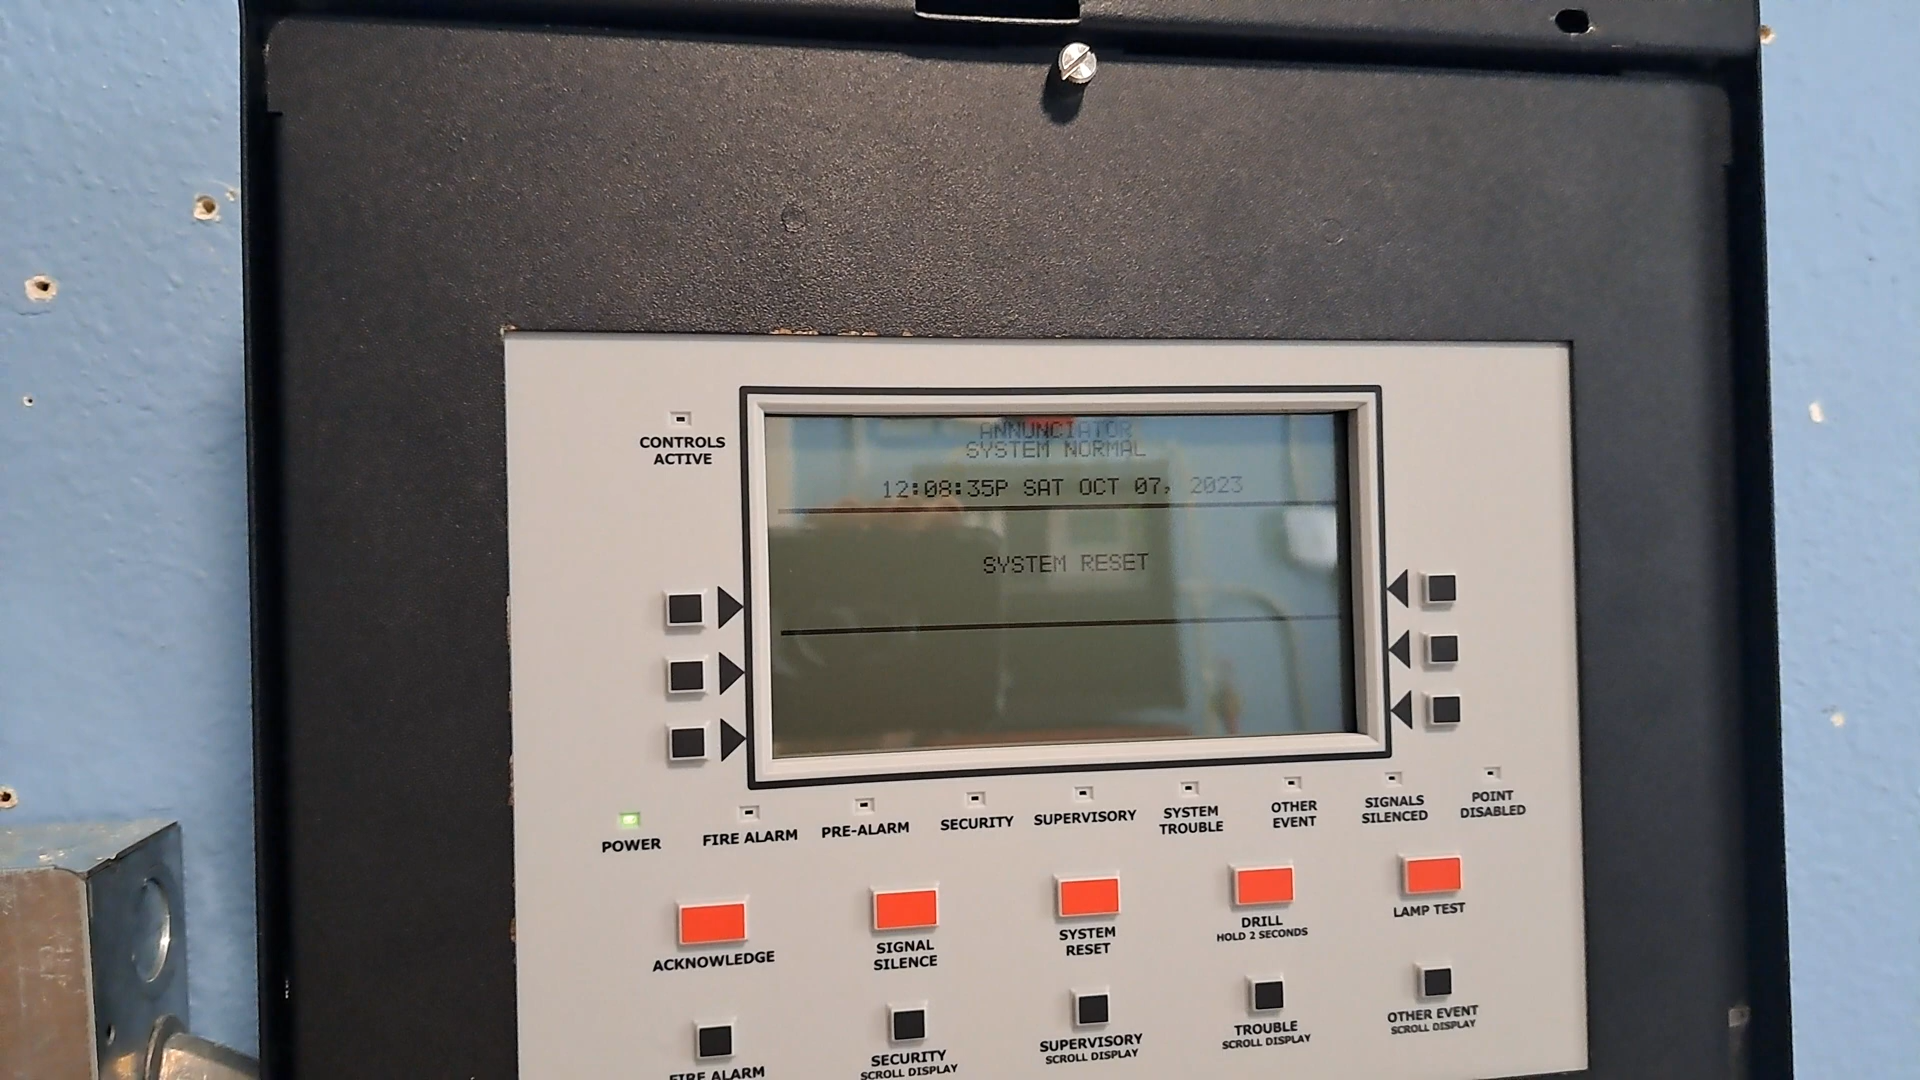 ANNUNCIATOR
SYSTEM NORMAL
12:08:35P SAT OCT 07, 2023
SYSTEM RESET
CONTROLS
ACTIVE
POWER
FIRE ALARM
PRE-ALARM
SECURITY
SUPERVISORY
SYSTEM
TROUBLE
OTHER
EVENT
SIGNALS
SILENCED
POINT
DISABLED
ACKNOWLEDGE
SIGNAL
SILENCE
SYSTEM
RESET
DRILL
HOLD 2 SECONDS
LAMP TEST
FIRE ALARM
SECURITY
SCROLL DISPLAY
SUPERVISORY
SCROLL DISPLAY
TROUBLE
SCROLL DISPLAY
OTHER EVENT
SCROLL DISPLAY